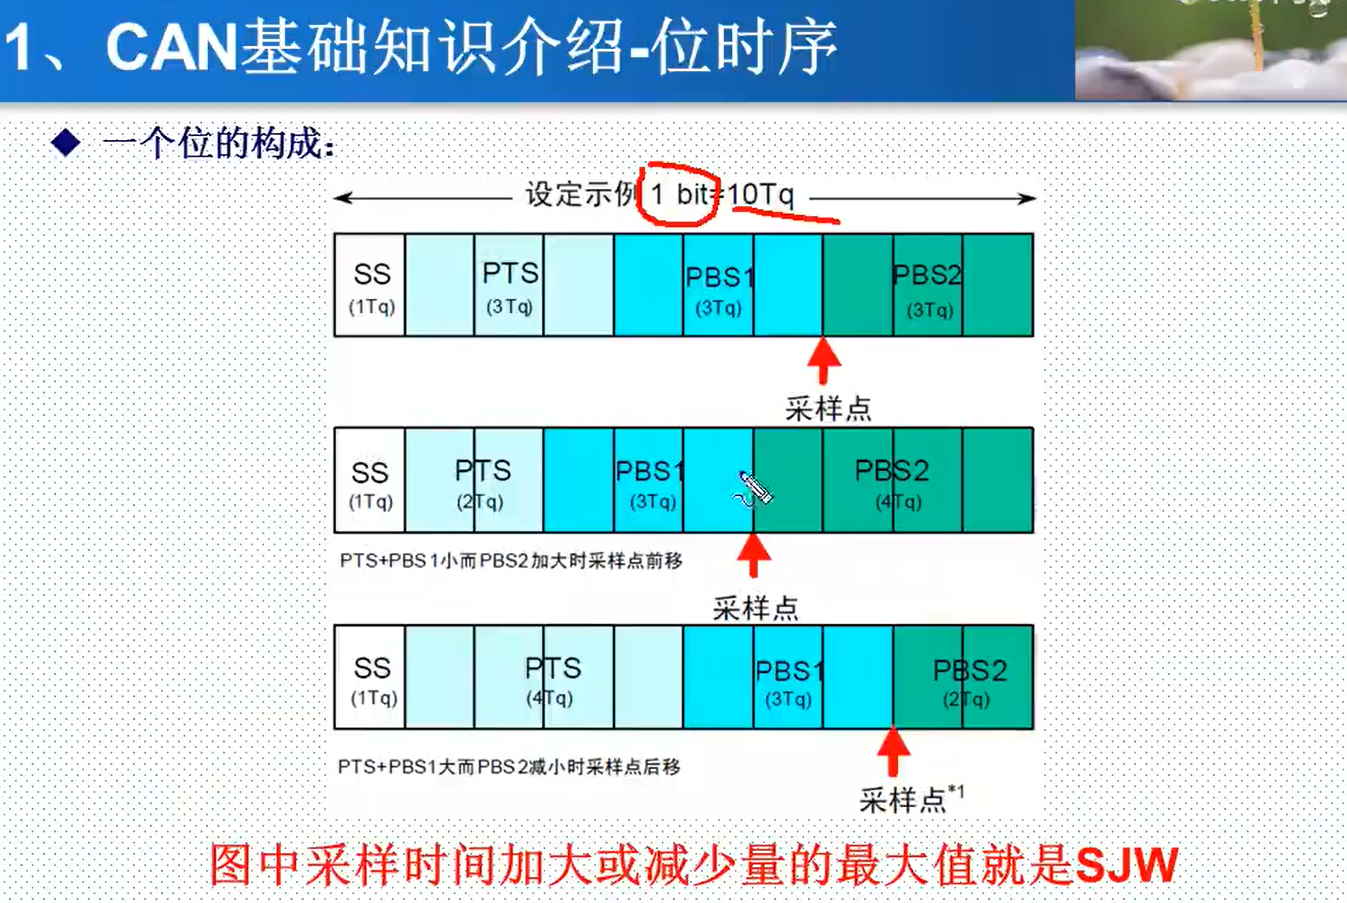 1、CAN基础知识介绍-位时序
◆ 一个位的构成:
设定示例 1 bit=10Tq
SS PTS PBS1 PBS2
(1Tq) (3Tq) (3Tq) (3Tq)
采样点
SS PTS PBS1 PBS2
(1Tq) (2Tq) (3Tq) (4Tq)
PTS+PBS1小而PBS2加大时采样点前移
采样点
SS PTS PBS1 PBS2
(1Tq) (4Tq) (3Tq) (2Tq)
PTS+PBS1大而PBS2减小时采样点后移
采样点*1
图中采样时间加大或减少量的最大值就是SJW